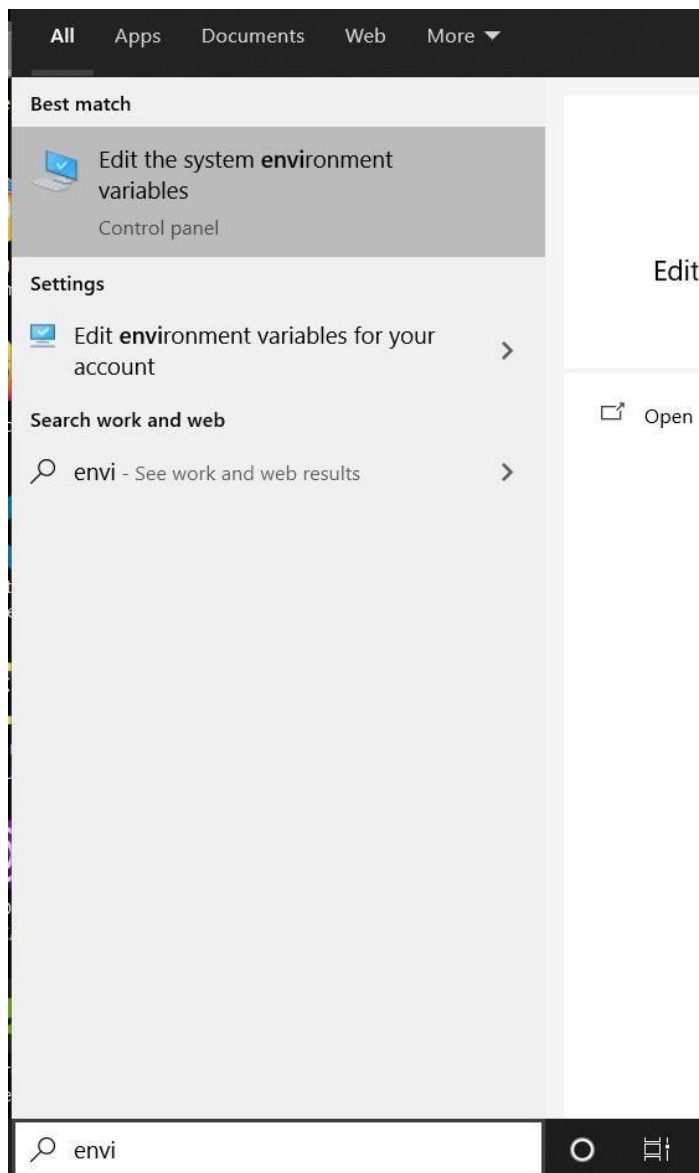 All Apps Documents Web More
Best match
Edit the system environment
variables
Control panel
Edit
Settings
Edit environment variables for your
account
Open
Search work and web
envi - See work and web results
envi